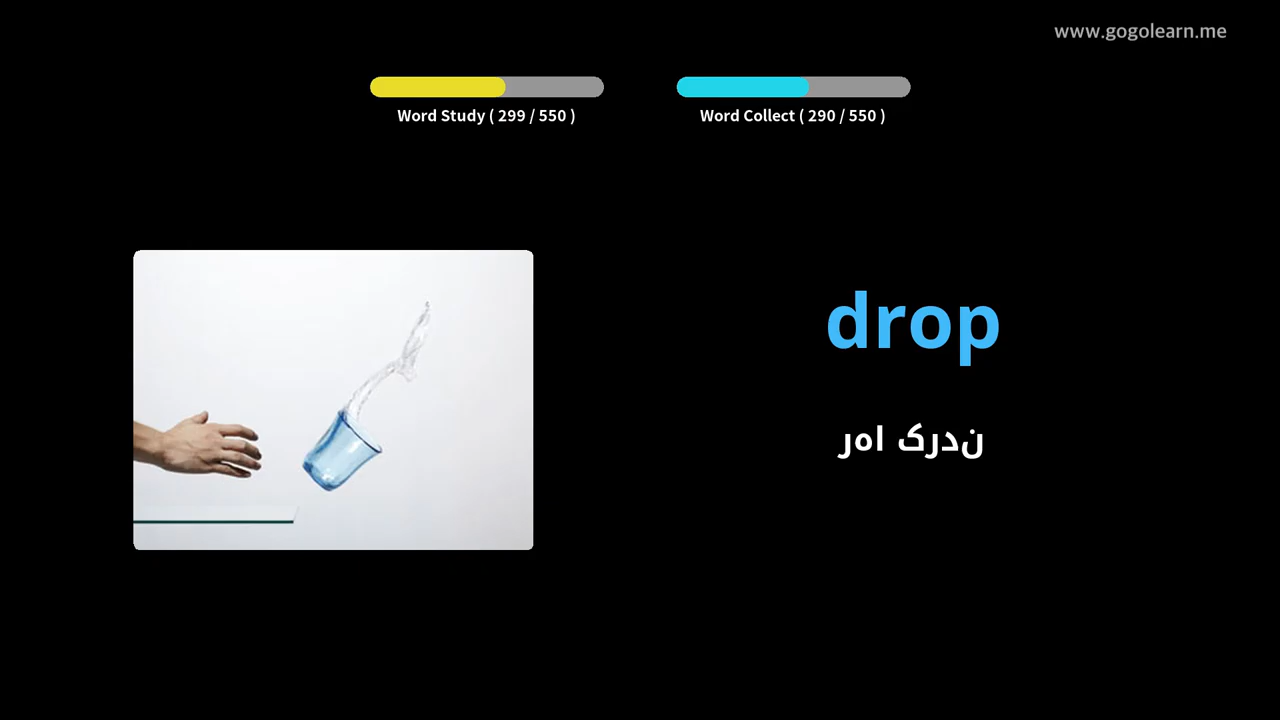 www.gogolearn.me
Word Study ( 299 / 550 )
Word Collect ( 290 / 550 )
drop
رها کردن